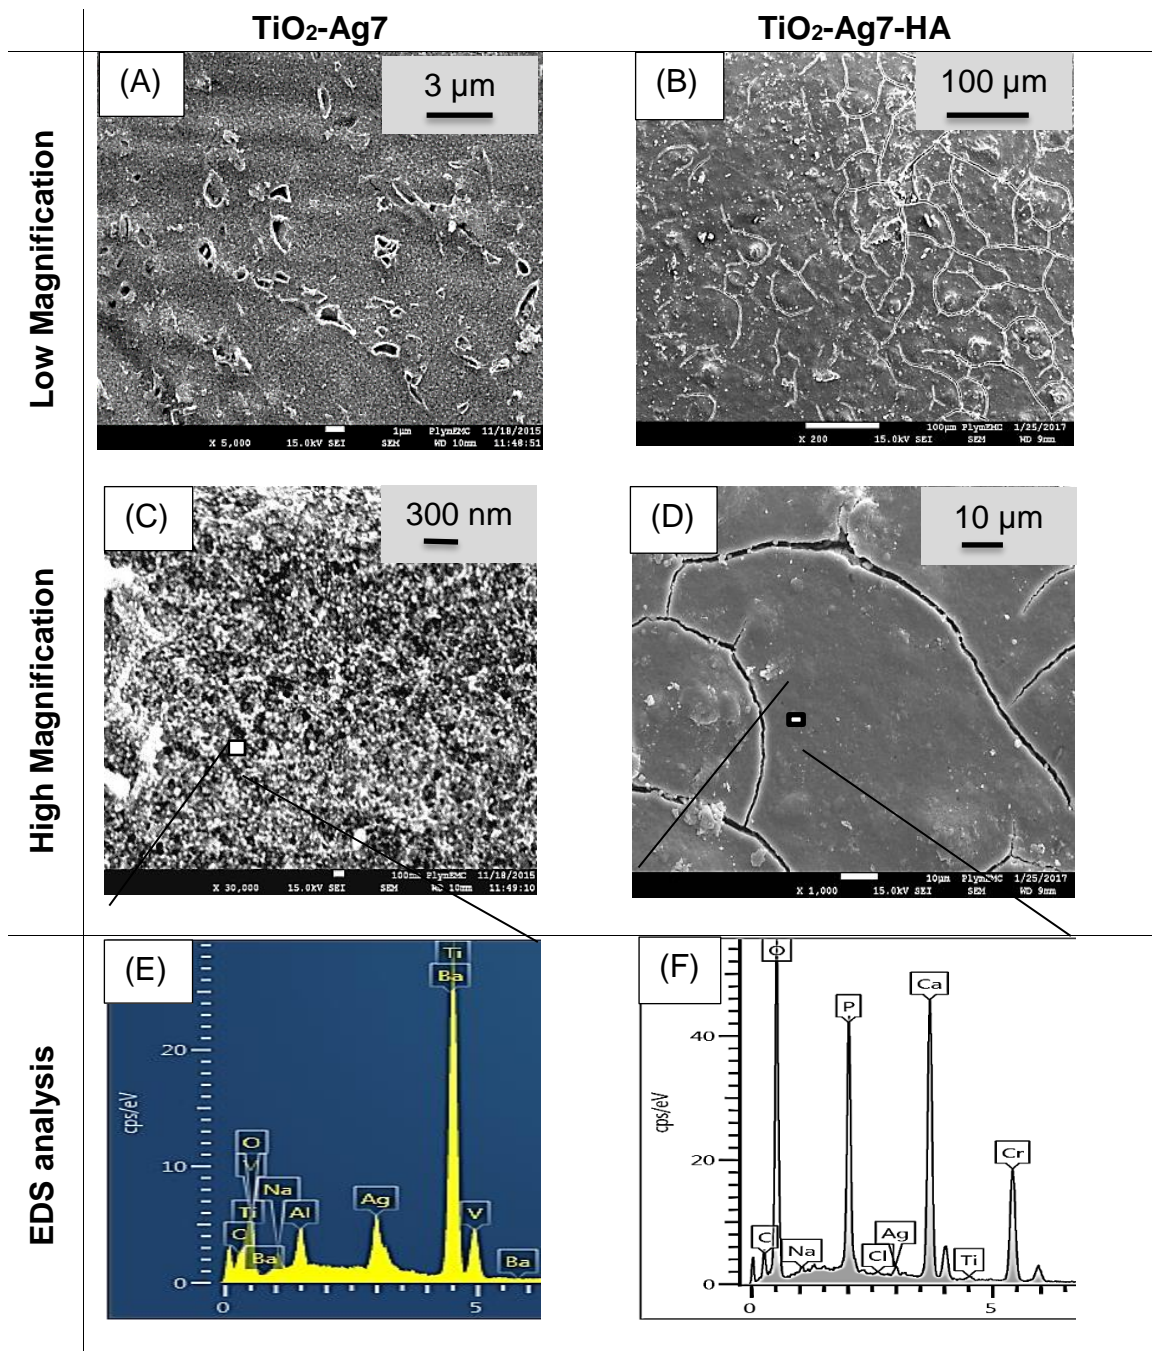 TiO2-Ag7
TiO2-Ag7-HA
Low Magnification
(A)
3 µm
1µm PlymEMC 11/18/2015
X 5,000 15.0kV SEI SEM WD 10mm 11:48:51
(B)
100 µm
100µm PlymEMC 1/25/2017
X 200 15.0kV SEI SEM WD 9mm
High Magnification
(C)
300 nm
100nm PlymEMC 11/18/2015
X 30,000 15.0kV SEI SEM WD 10mm 11:49:10
(D)
10 µm
10µm PlymEMC 1/25/2017
X 1,000 15.0kV SEI SEM WD 9mm
EDS analysis
(E)
Ti
Ba
20
cps/eV
10
O
V
Na
Ti
Al
Ag
V
C
Ba
Ba
0
0
5
(F)
O
P
Ca
40
cps/eV
20
Cr
C
Na
Cl
Ag
Ti
0
0
5